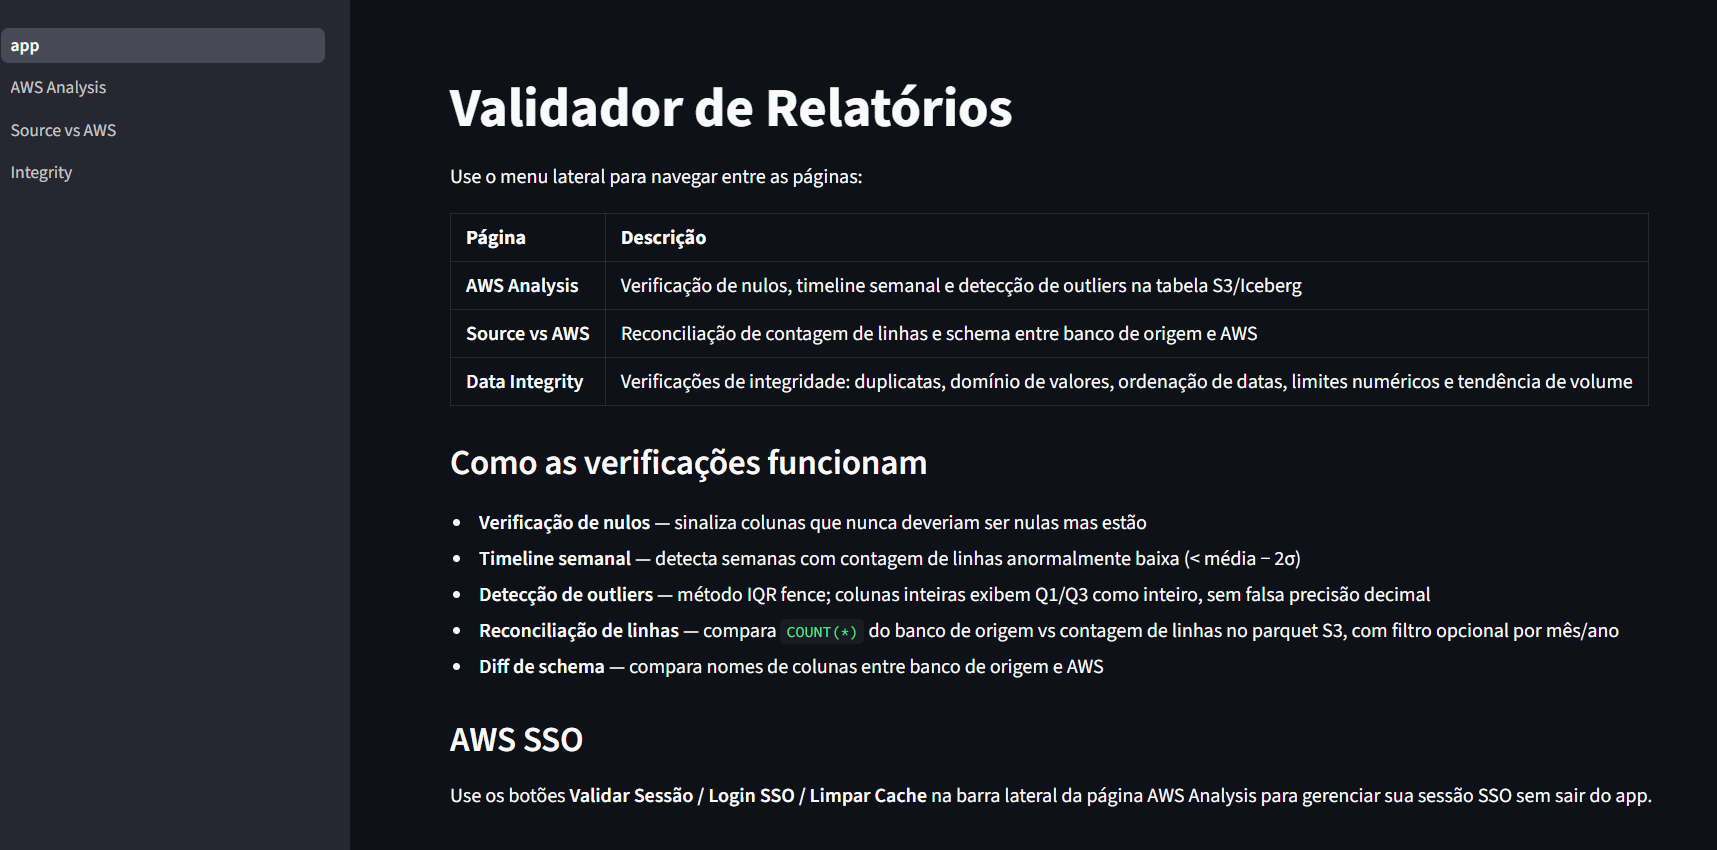 app
AWS Analysis
Source vs AWS
Integrity
Validador de Relatórios
Use o menu lateral para navegar entre as páginas:
Página Descrição
AWS Analysis Verificação de nulos, timeline semanal e detecção de outliers na tabela S3/Iceberg
Source vs AWS Reconciliação de contagem de linhas e schema entre banco de origem e AWS
Data Integrity Verificações de integridade: duplicatas, domínio de valores, ordenação de datas, limites numéricos e tendência de volume
Como as verificações funcionam
• Verificação de nulos — sinaliza colunas que nunca deveriam ser nulas mas estão
• Timeline semanal — detecta semanas com contagem de linhas anormalmente baixa (< média − 2σ)
• Detecção de outliers — método IQR fence; colunas inteiras exibem Q1/Q3 como inteiro, sem falsa precisão decimal
• Reconciliação de linhas — compara COUNT(*) do banco de origem vs contagem de linhas no parquet S3, com filtro opcional por mês/ano
• Diff de schema — compara nomes de colunas entre banco de origem e AWS
AWS SSO
Use os botões Validar Sessão / Login SSO / Limpar Cache na barra lateral da página AWS Analysis para gerenciar sua sessão SSO sem sair do app.